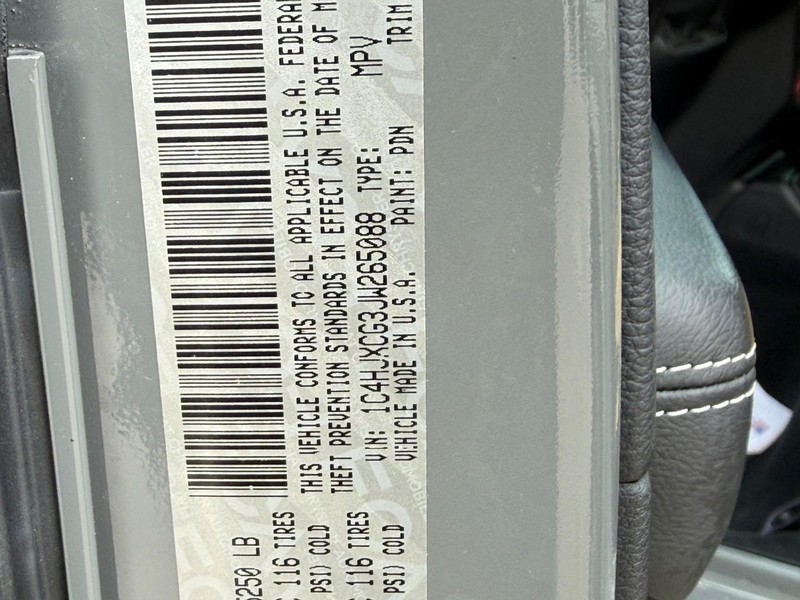 THIS VEHICLE CONFORMS TO ALL APPLICABLE U.S.A. FEDERAL
THEFT PREVENTION STANDARDS IN EFFECT ON THE DATE OF M
VIN: 1C4HJXCG3JW265088 TYPE: MPV
VEHICLE MADE IN U.S.A. PAINT: PDN TRIM
250 LB
116 TIRES
PSI) COLD
116 TIRES
PSI) COLD